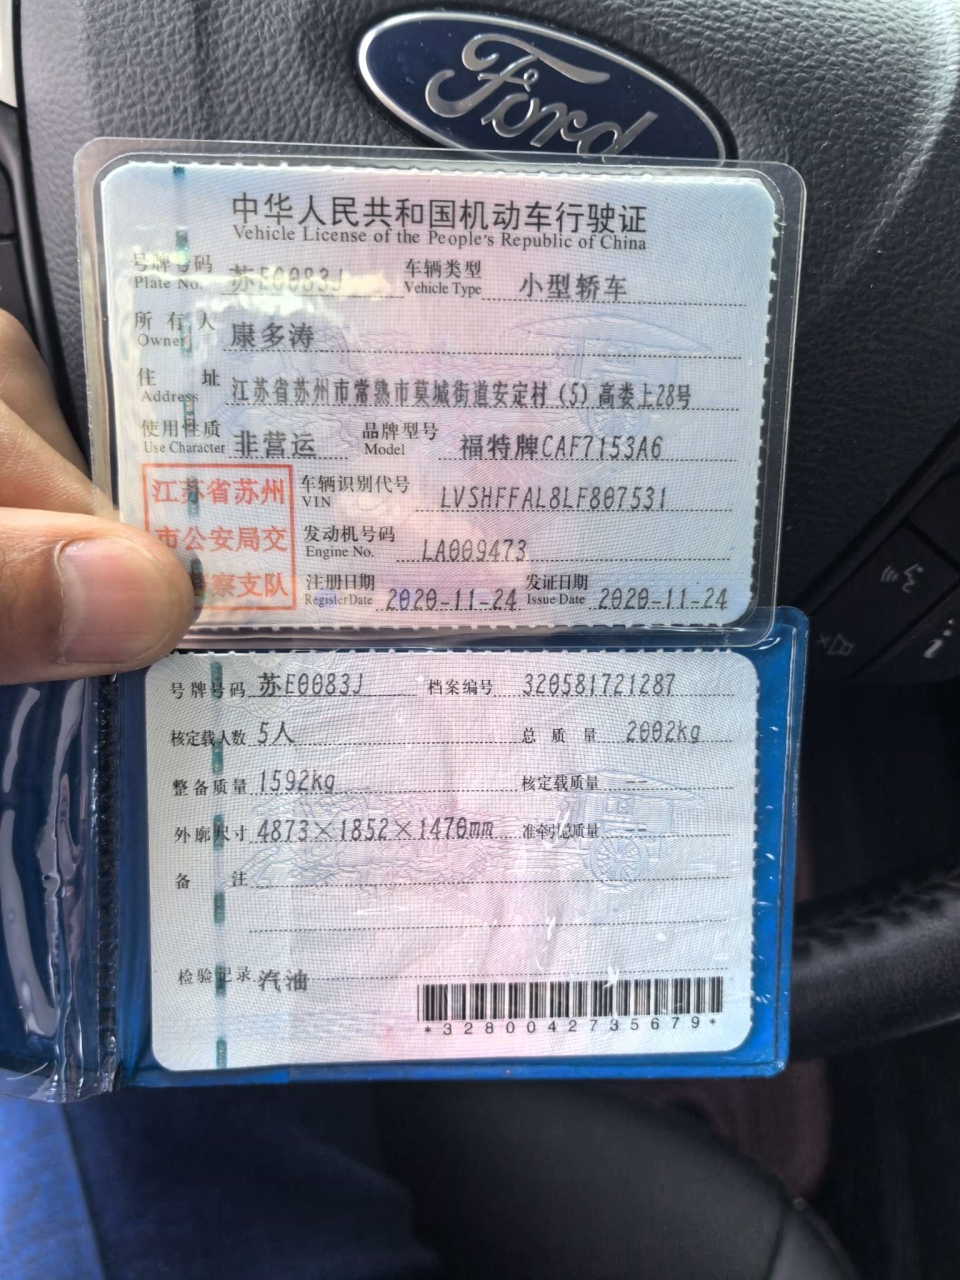 Ford
中华人民共和国机动车行驶证
Vehicle License of the People's Republic of China
号牌号码 Plate No. 苏E0083J 车辆类型 Vehicle Type 小型轿车
所有人 Owner 康多涛
住址 Address 江苏省苏州市常熟市莫城街道安定村(5)高娄上28号
使用性质 Use Character 非营运 品牌型号 Model 福特牌CAF7153A6
江苏省苏州
市公安局交
察支队
车辆识别代号 VIN LVSHFFAL8LF807531
发动机号码 Engine No. LA009473
注册日期 Register Date 2020-11-24 发证日期 Issue Date 2020-11-24
号牌号码 苏E0083J 档案编号 320581721287
核定载人数 5人 总质量 2002kg
整备质量 1592kg 核定载质量 --
外廓尺寸 4873×1852×1470mm 准牵引总质量 --
备注
检验记录 汽油
*3280042735679*